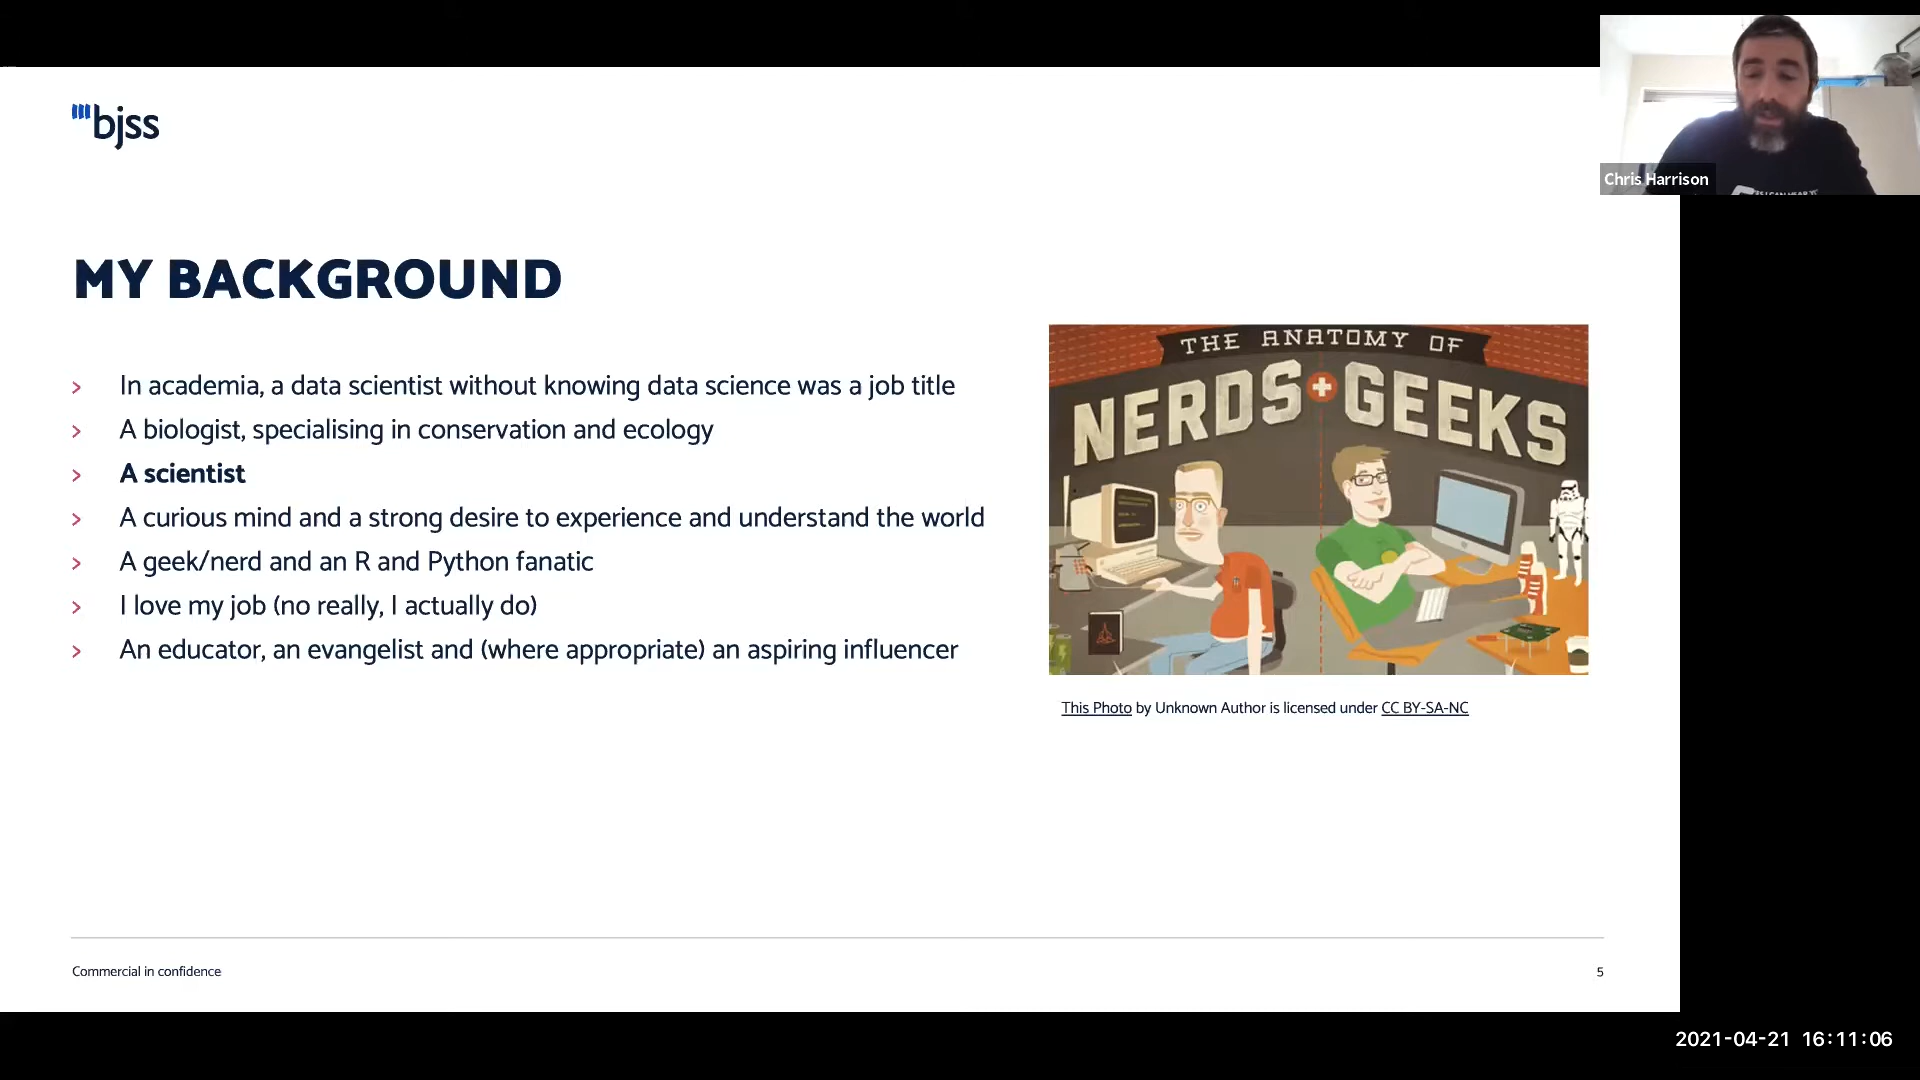 bjss
Chris Harrison
MY BACKGROUND
> In academia, a data scientist without knowing data science was a job title
> A biologist, specialising in conservation and ecology
> A scientist
> A curious mind and a strong desire to experience and understand the world
> A geek/nerd and an R and Python fanatic
> I love my job (no really, I actually do)
> An educator, an evangelist and (where appropriate) an aspiring influencer
THE ANATOMY OF
NERDS + GEEKS
This Photo by Unknown Author is licensed under CC BY-SA-NC
Commercial in confidence
5
2021-04-21 16:11:06